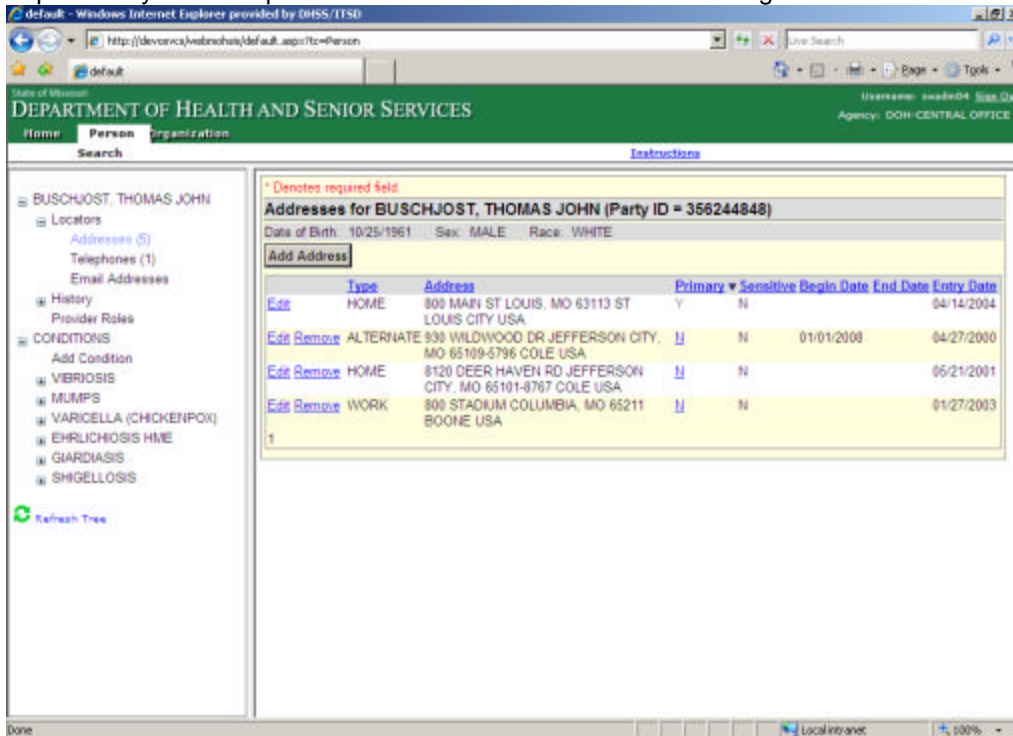 default - Windows Internet Explorer provided by DHSS/ITSD
http://devorvcs/webmohsis/default.aspx?tc=Person
Live Search
default
Page
Tools
State of Missouri
DEPARTMENT OF HEALTH AND SENIOR SERVICES
Username: swadm04 Sign Ou
Agency: DOH-CENTRAL OFFICE
Home Person Organization
Search
Instructions
BUSCHJOST, THOMAS JOHN
Locators
Addresses (5)
Telephones (1)
Email Addresses
History
Provider Roles
CONDITIONS
Add Condition
VIBRIOSIS
MUMPS
VARICELLA (CHICKENPOX)
EHRLICHIOSIS HME
GIARDIASIS
SHIGELLOSIS
Refresh Tree
* Denotes required field.
Addresses for BUSCHJOST, THOMAS JOHN (Party ID = 356244848)
Date of Birth: 10/25/1961 Sex: MALE Race: WHITE
Add Address
Type Address Primary ▼ Sensitive Begin Date End Date Entry Date
Edit HOME 800 MAIN ST LOUIS, MO 63113 ST Y N 04/14/2004
LOUIS CITY USA
Edit Remove ALTERNATE 930 WILDWOOD DR JEFFERSON CITY, N N 01/01/2008 04/27/2000
MO 65109-5796 COLE USA
Edit Remove HOME 8120 DEER HAVEN RD JEFFERSON N N 05/21/2001
CITY, MO 65101-8767 COLE USA
Edit Remove WORK 800 STADIUM COLUMBIA, MO 65211 N N 01/27/2003
BOONE USA
1
Done
Local intranet
100%